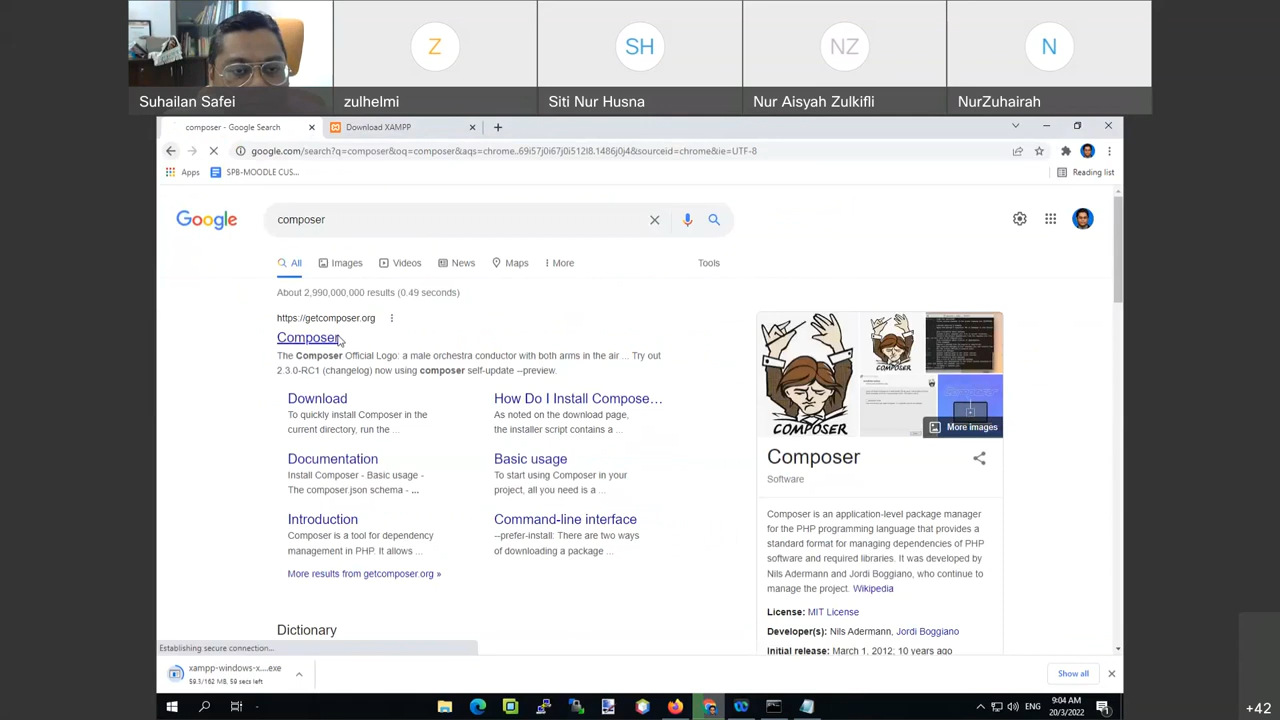 Z
SH
NZ
N
Suhailan Safei
zulhelmi
Siti Nur Husna
Nur Aisyah Zulkifli
NurZuhairah
composer - Google Search
Download XAMPP
google.com/search?q=composer&oq=composer&aqs=chrome..69i57j0i67j0i512l8.1486j0j4&sourceid=chrome&ie=UTF-8
Apps
SPB-MOODLE CUS...
Reading list
Google
composer
All
Images
Videos
News
Maps
More
Tools
About 2,990,000,000 results (0.49 seconds)
https://getcomposer.org
Composer
The Composer Official Logo: a male orchestra conductor with both arms in the air ... Try out
2.3.0-RC1 (changelog) now using composer self-update --preview.
Download
To quickly install Composer in the
current directory, run the ...
How Do I Install Compose...
As noted on the download page,
the installer script contains a ...
Documentation
Install Composer - Basic usage -
The composer.json schema - ...
Basic usage
To start using Composer in your
project, all you need is a ...
Introduction
Composer is a tool for dependency
management in PHP. It allows ...
Command-line interface
--prefer-install: There are two ways
of downloading a package ...
More results from getcomposer.org »
Dictionary
COMPOSER
More images
Composer
Software
Composer is an application-level package manager
for the PHP programming language that provides a
standard format for managing dependencies of PHP
software and required libraries. It was developed by
Nils Adermann and Jordi Boggiano, who continue to
manage the project. Wikipedia
License: MIT License
Developer(s): Nils Adermann, Jordi Boggiano
Initial release: March 1, 2012; 10 years ago
Establishing secure connection...
xampp-windows-x....exe
59.3/162 MB, 59 secs left
Show all
ENG
9:04 AM
20/3/2022
+42